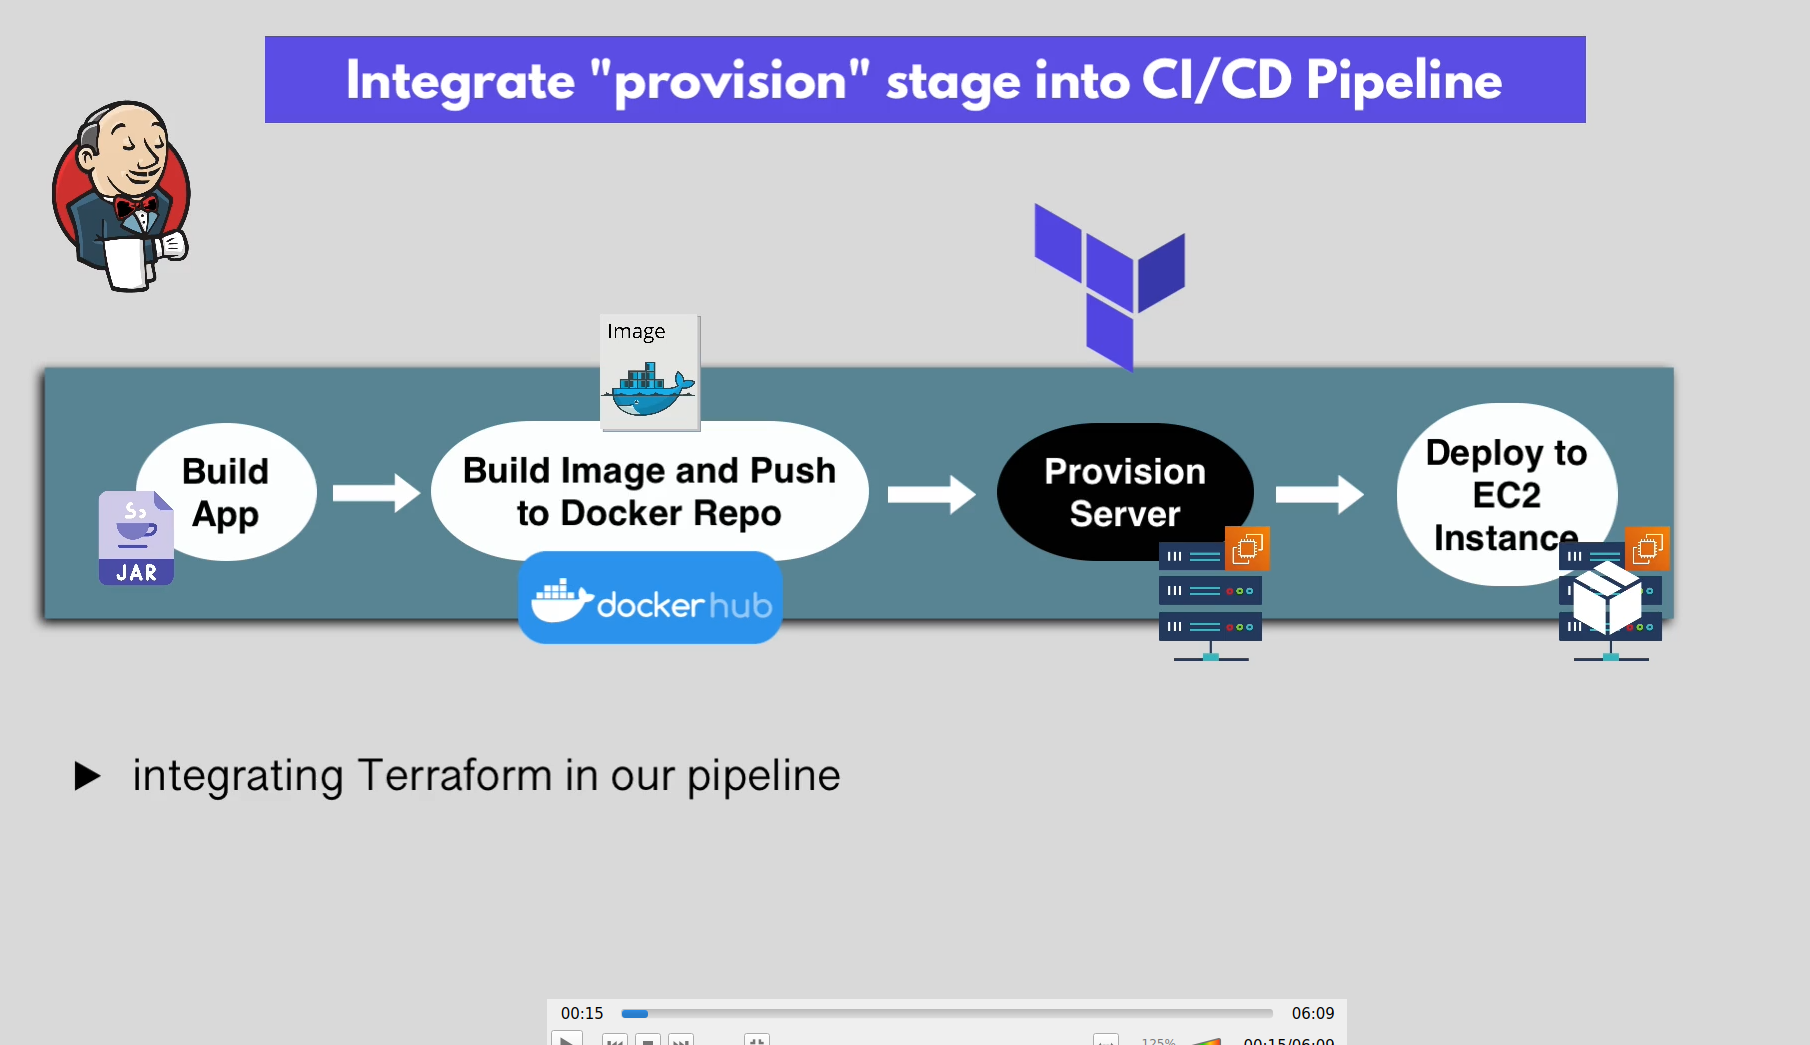 Integrate "provision" stage into CI/CD Pipeline
Image
Build
App
JAR
Build Image and Push
to Docker Repo
docker hub
Provision
Server
Deploy to
EC2
Instance
▶ integrating Terraform in our pipeline
00:15
06:09
125%
00:15/06:09